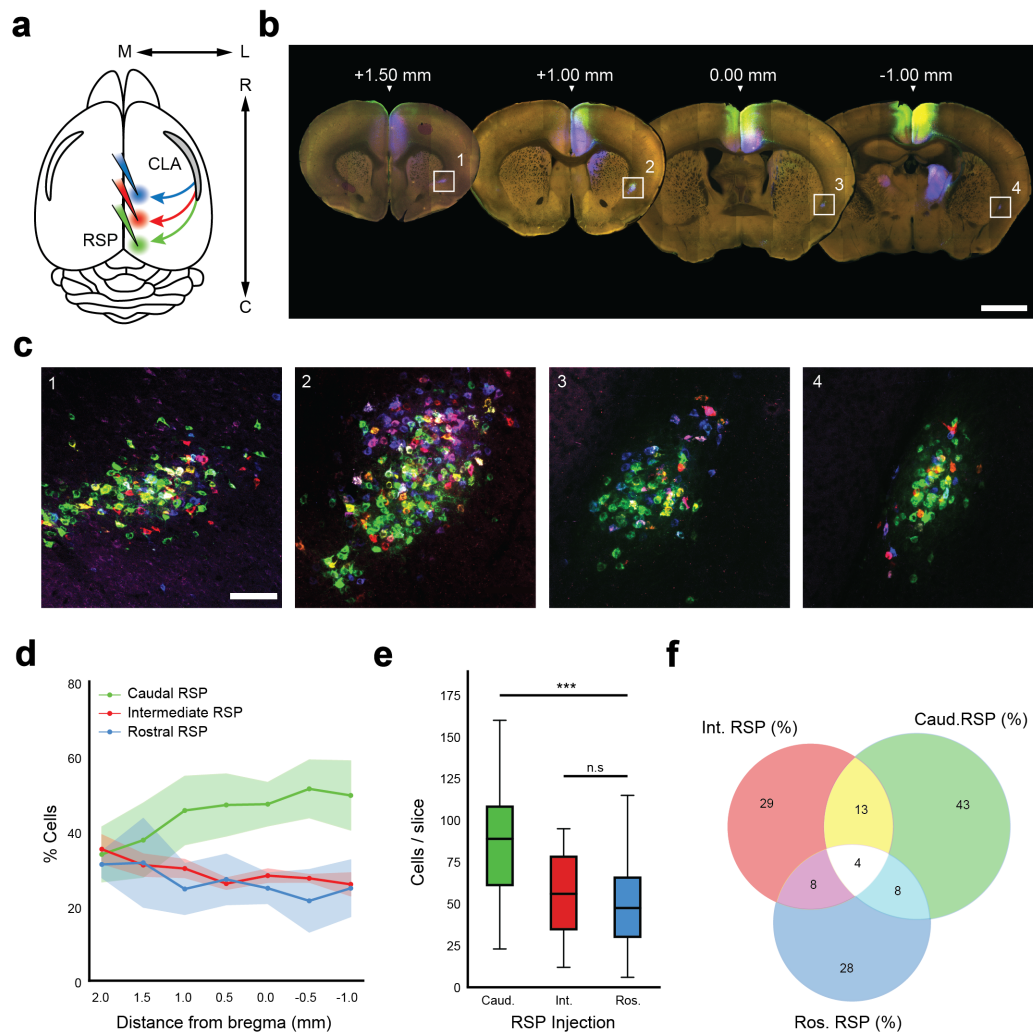 a
M
L
R
CLA
RSP
C
b
+1.50 mm
+1.00 mm
0.00 mm
-1.00 mm
1
2
3
4
c
1
2
3
4
d
80
60
40
20
0
% Cells
Caudal RSP
Intermediate RSP
Rostral RSP
2.0 1.5 1.0 0.5 0.0 -0.5 -1.0
Distance from bregma (mm)
e
175
150
125
100
75
50
25
0
Cells / slice
***
n.s
Caud. Int. Ros.
RSP Injection
f
Int. RSP (%)
Caud.RSP (%)
29
13
43
4
8
8
28
Ros. RSP (%)